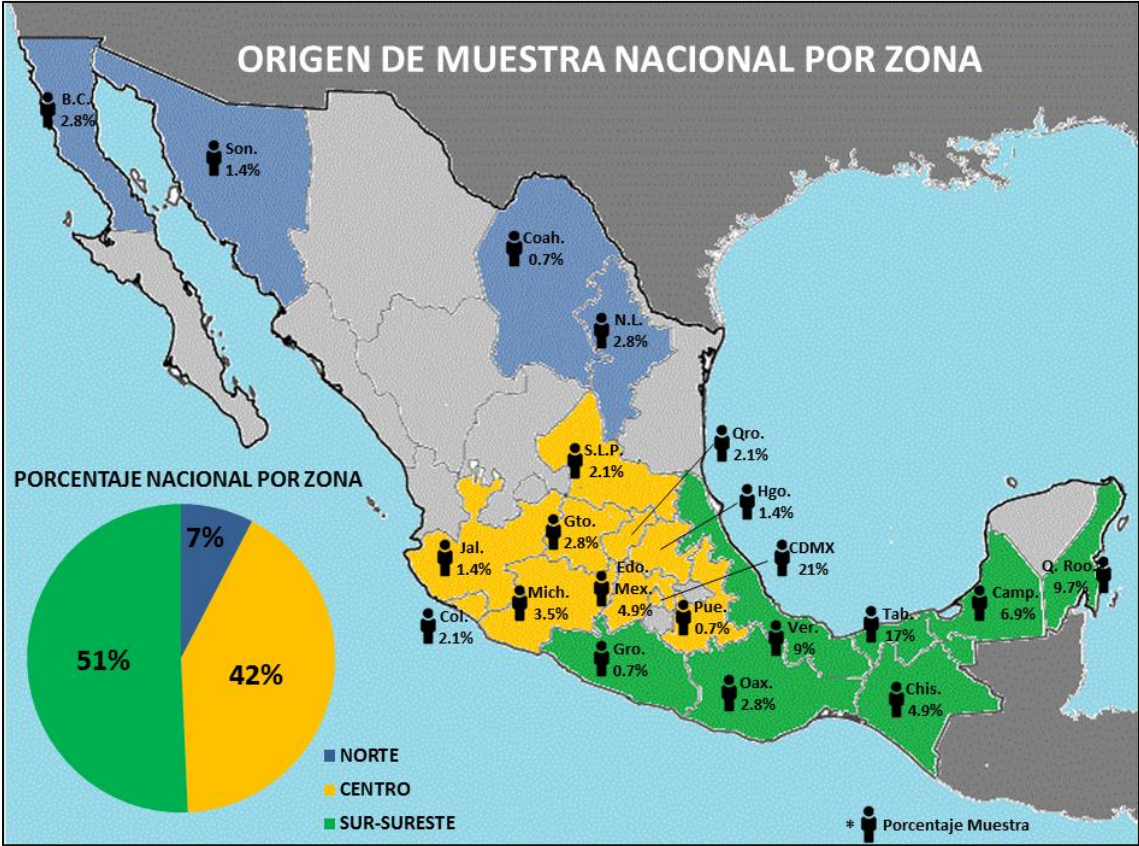 ORIGEN DE MUESTRA NACIONAL POR ZONA
B.C.
2.8%
Son.
1.4%
Coah.
0.7%
N.L.
2.8%
S.L.P.
2.1%
Qro.
2.1%
Hgo.
1.4%
CDMX
21%
Gto.
2.8%
Jal.
1.4%
Edo.
Mex.
4.9%
Mich.
3.5%
Col.
2.1%
Pue.
0.7%
Gro.
0.7%
Ver.
9%
Oax.
2.8%
Tab.
17%
Chis.
4.9%
Camp.
6.9%
Q. Roo
9.7%
PORCENTAJE NACIONAL POR ZONA
7%
51%
42%
NORTE
CENTRO
SUR-SURESTE
* Porcentaje Muestra